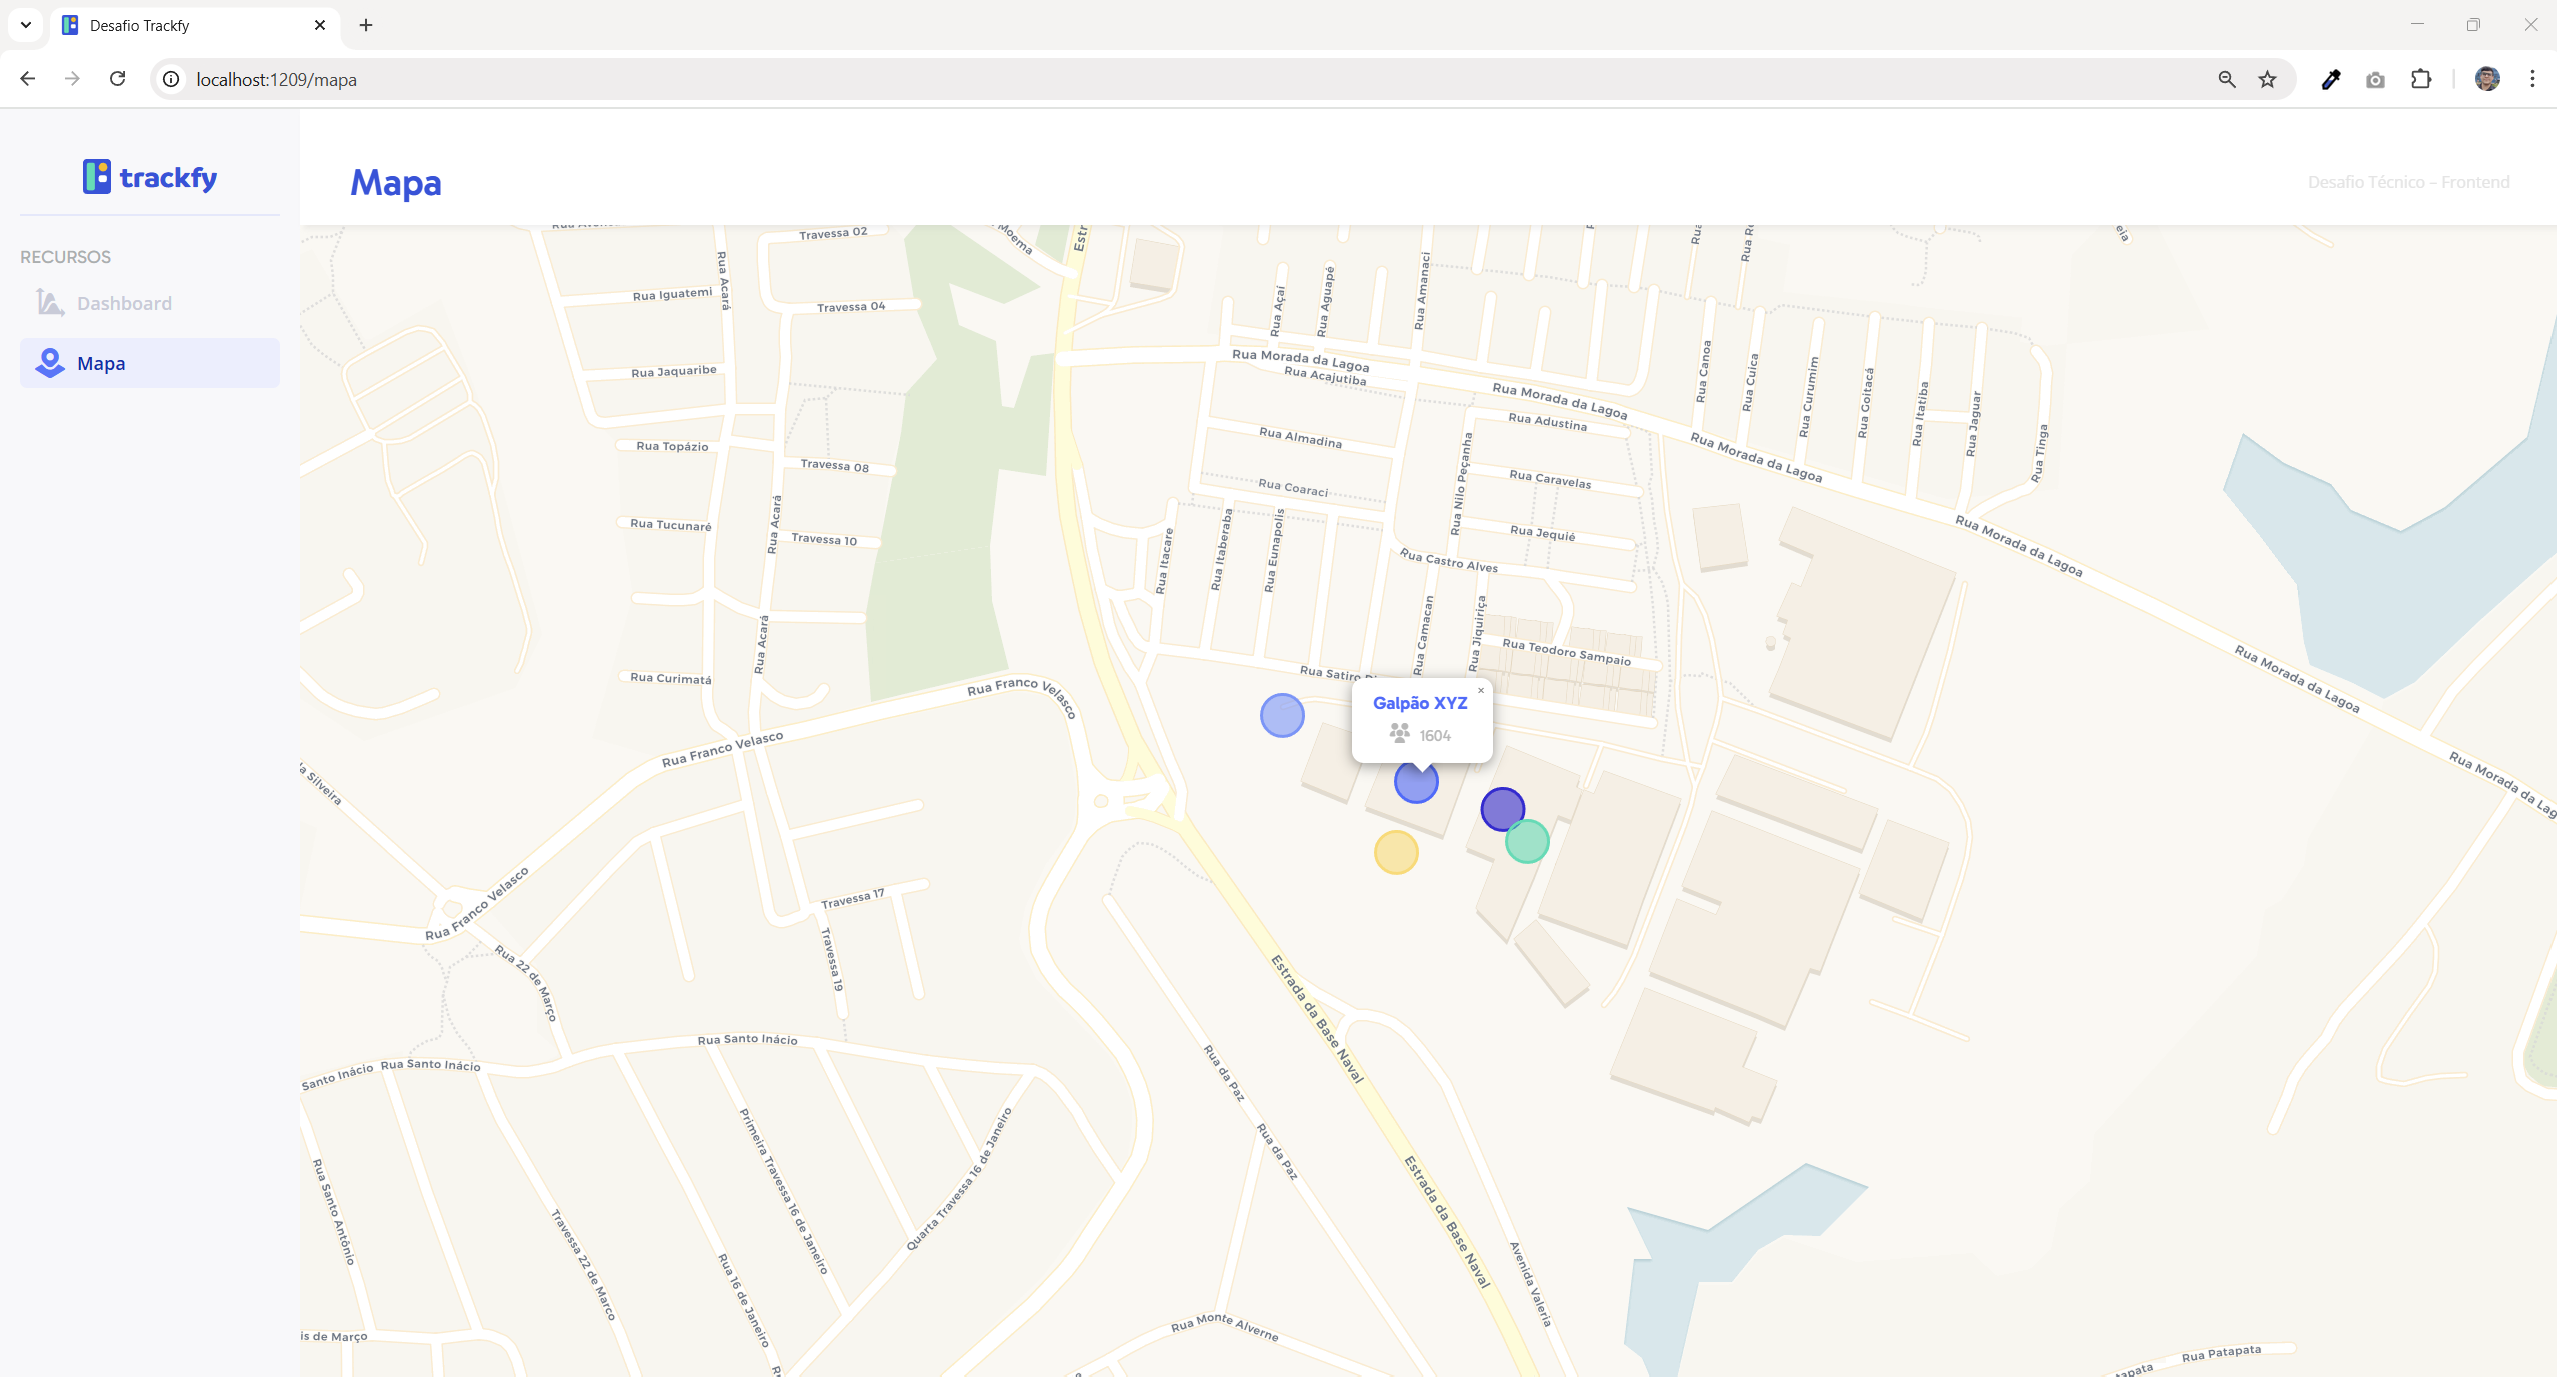 Desafio Trackfy
localhost:1209/mapa
trackfy
Mapa
Desafio Técnico – Frontend
RECURSOS
Dashboard
Mapa
Travessa 02
Moema
Estr
Rua Acará
Rua Iguatemi
Travessa 04
Rua Açaí
Rua Aguapé
Rua Amanaci
Rua Jaquaribe
Rua Morada da Lagoa
Rua Acajutiba
Rua Morada da Lagoa
Rua Canoa
Rua Cuica
Rua Curumim
Rua Goitacá
Rua Itatiba
Rua Jaguar
Rua Tinga
Rua Adustina
Rua Almadina
Rua Topázio
Travessa 08
Rua Nilo Peçanha
Rua Morada da Lagoa
Rua Caravelas
Rua Coaraci
Rua Tucunaré
Rua Acará
Travessa 10
Rua Itacare
Rua Itaberaba
Rua Eunapolis
Rua Jequié
Rua Castro Alves
Rua Morada da Lagoa
Rua Acará
Rua Camacan
Rua Jiquiriça
Rua Teodoro Sampaio
Rua Curimatá
Rua Franco Velasco
Rua Satiro
Rua Morada da Lagoa
Galpão XYZ
1604
Rua Franco Velasco
da Silveira
Rua Morada da Lag
Rua Franco Velasco
Travessa 17
Rua 22 de Março
Travessa 19
Estrada da Base Naval
Rua Santo Inácio
Santo Inácio
Rua Santo Inácio
Rua da Paz
Primeira Travessa 16 de Janeiro
Quarta Travessa 16 de Janeiro
Rua da Paz
Rua Santo Antônio
Travessa 22 de Março
Rua 16 de Janeiro
Estrada da Base Naval
Avenida Valeria
is de Março
Rua Monte Alverne
Rua Patapata